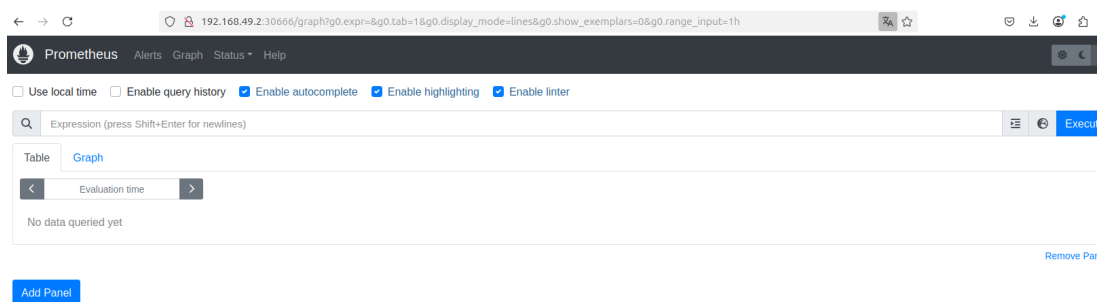 192.168.49.2:30666/graph?g0.expr=&g0.tab=1&g0.display_mode=lines&g0.show_exemplars=0&g0.range_input=1h
Prometheus Alerts Graph Status Help
Use local time Enable query history Enable autocomplete Enable highlighting Enable linter
Expression (press Shift+Enter for newlines) Execut
Table Graph
Evaluation time
No data queried yet
Remove Pan
Add Panel